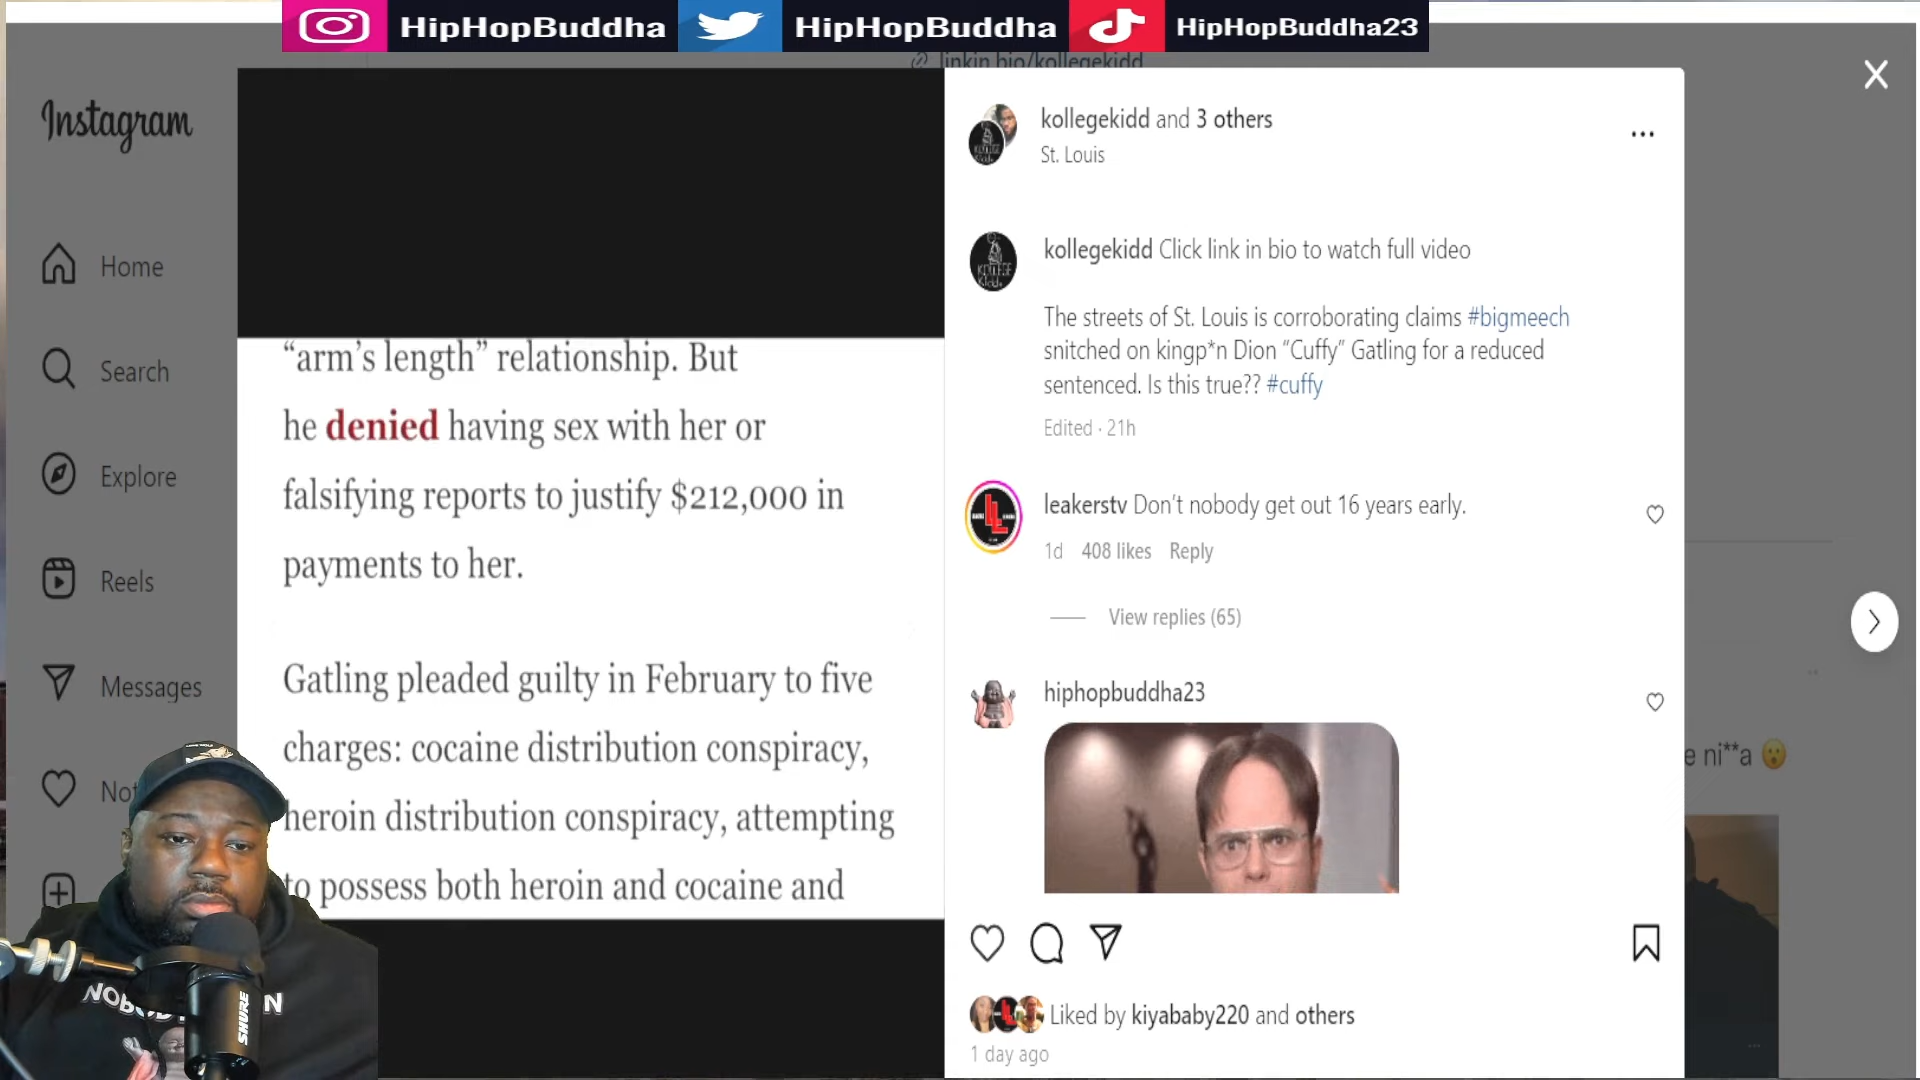 HipHopBuddha
HipHopBuddha
HipHopBuddha23
linkin.bio/kollegekidd
Instagram
Home
Search
Explore
Reels
Messages
“arm’s length” relationship. But
he denied having sex with her or
falsifying reports to justify $212,000 in
payments to her.
Gatling pleaded guilty in February to five
charges: cocaine distribution conspiracy,
heroin distribution conspiracy, attempting
to possess both heroin and cocaine and
kollegekidd and 3 others
St. Louis
kollegekidd Click link in bio to watch full video
The streets of St. Louis is corroborating claims #bigmeech
snitched on kingp*n Dion “Cuffy” Gatling for a reduced
sentenced. Is this true?? #cuffy
Edited · 21h
leakerstv Don’t nobody get out 16 years early.
1d 408 likes Reply
View replies (65)
hiphopbuddha23
e ni**a 😮
Liked by kiyababy220 and others
1 day ago
SHURE